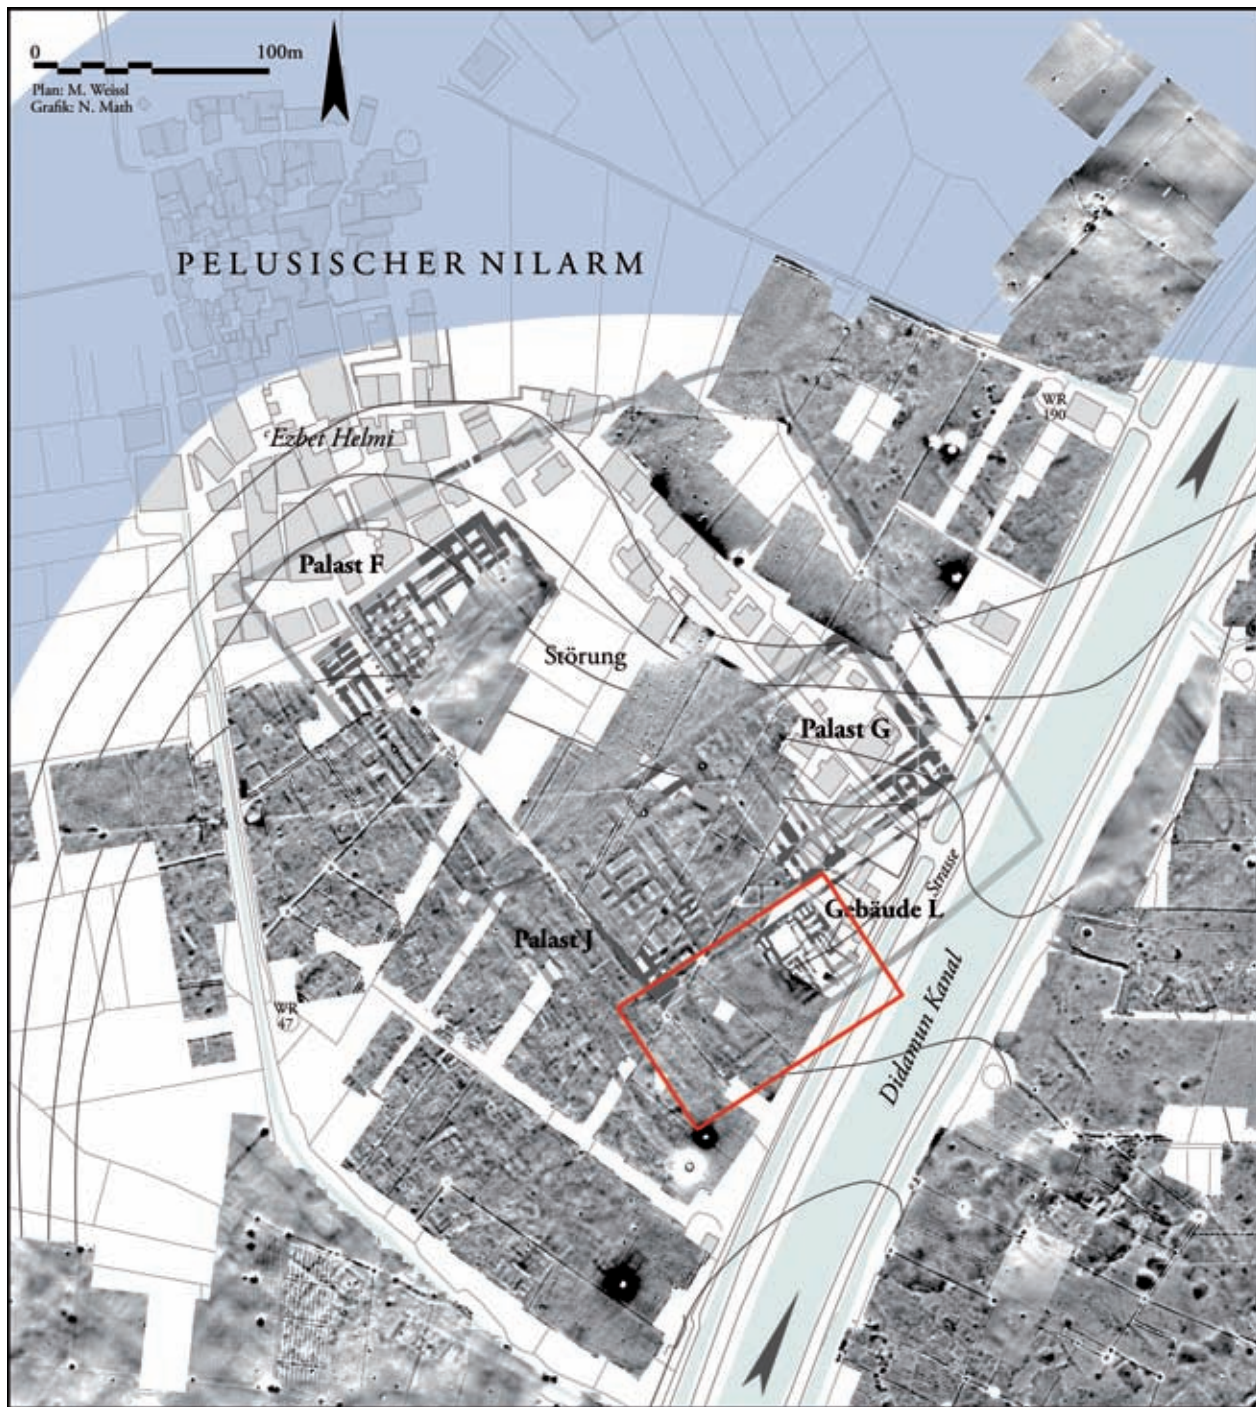 0 100m
Plan: M. Weissl
Grafik: N. Math
PELUSISCHER NILARM
WR
190
ʿEzbet Helmi
Palast F
Störung
Palast G
Strasse
Gebäude L
Palast J
WR
47
Didamun Kanal